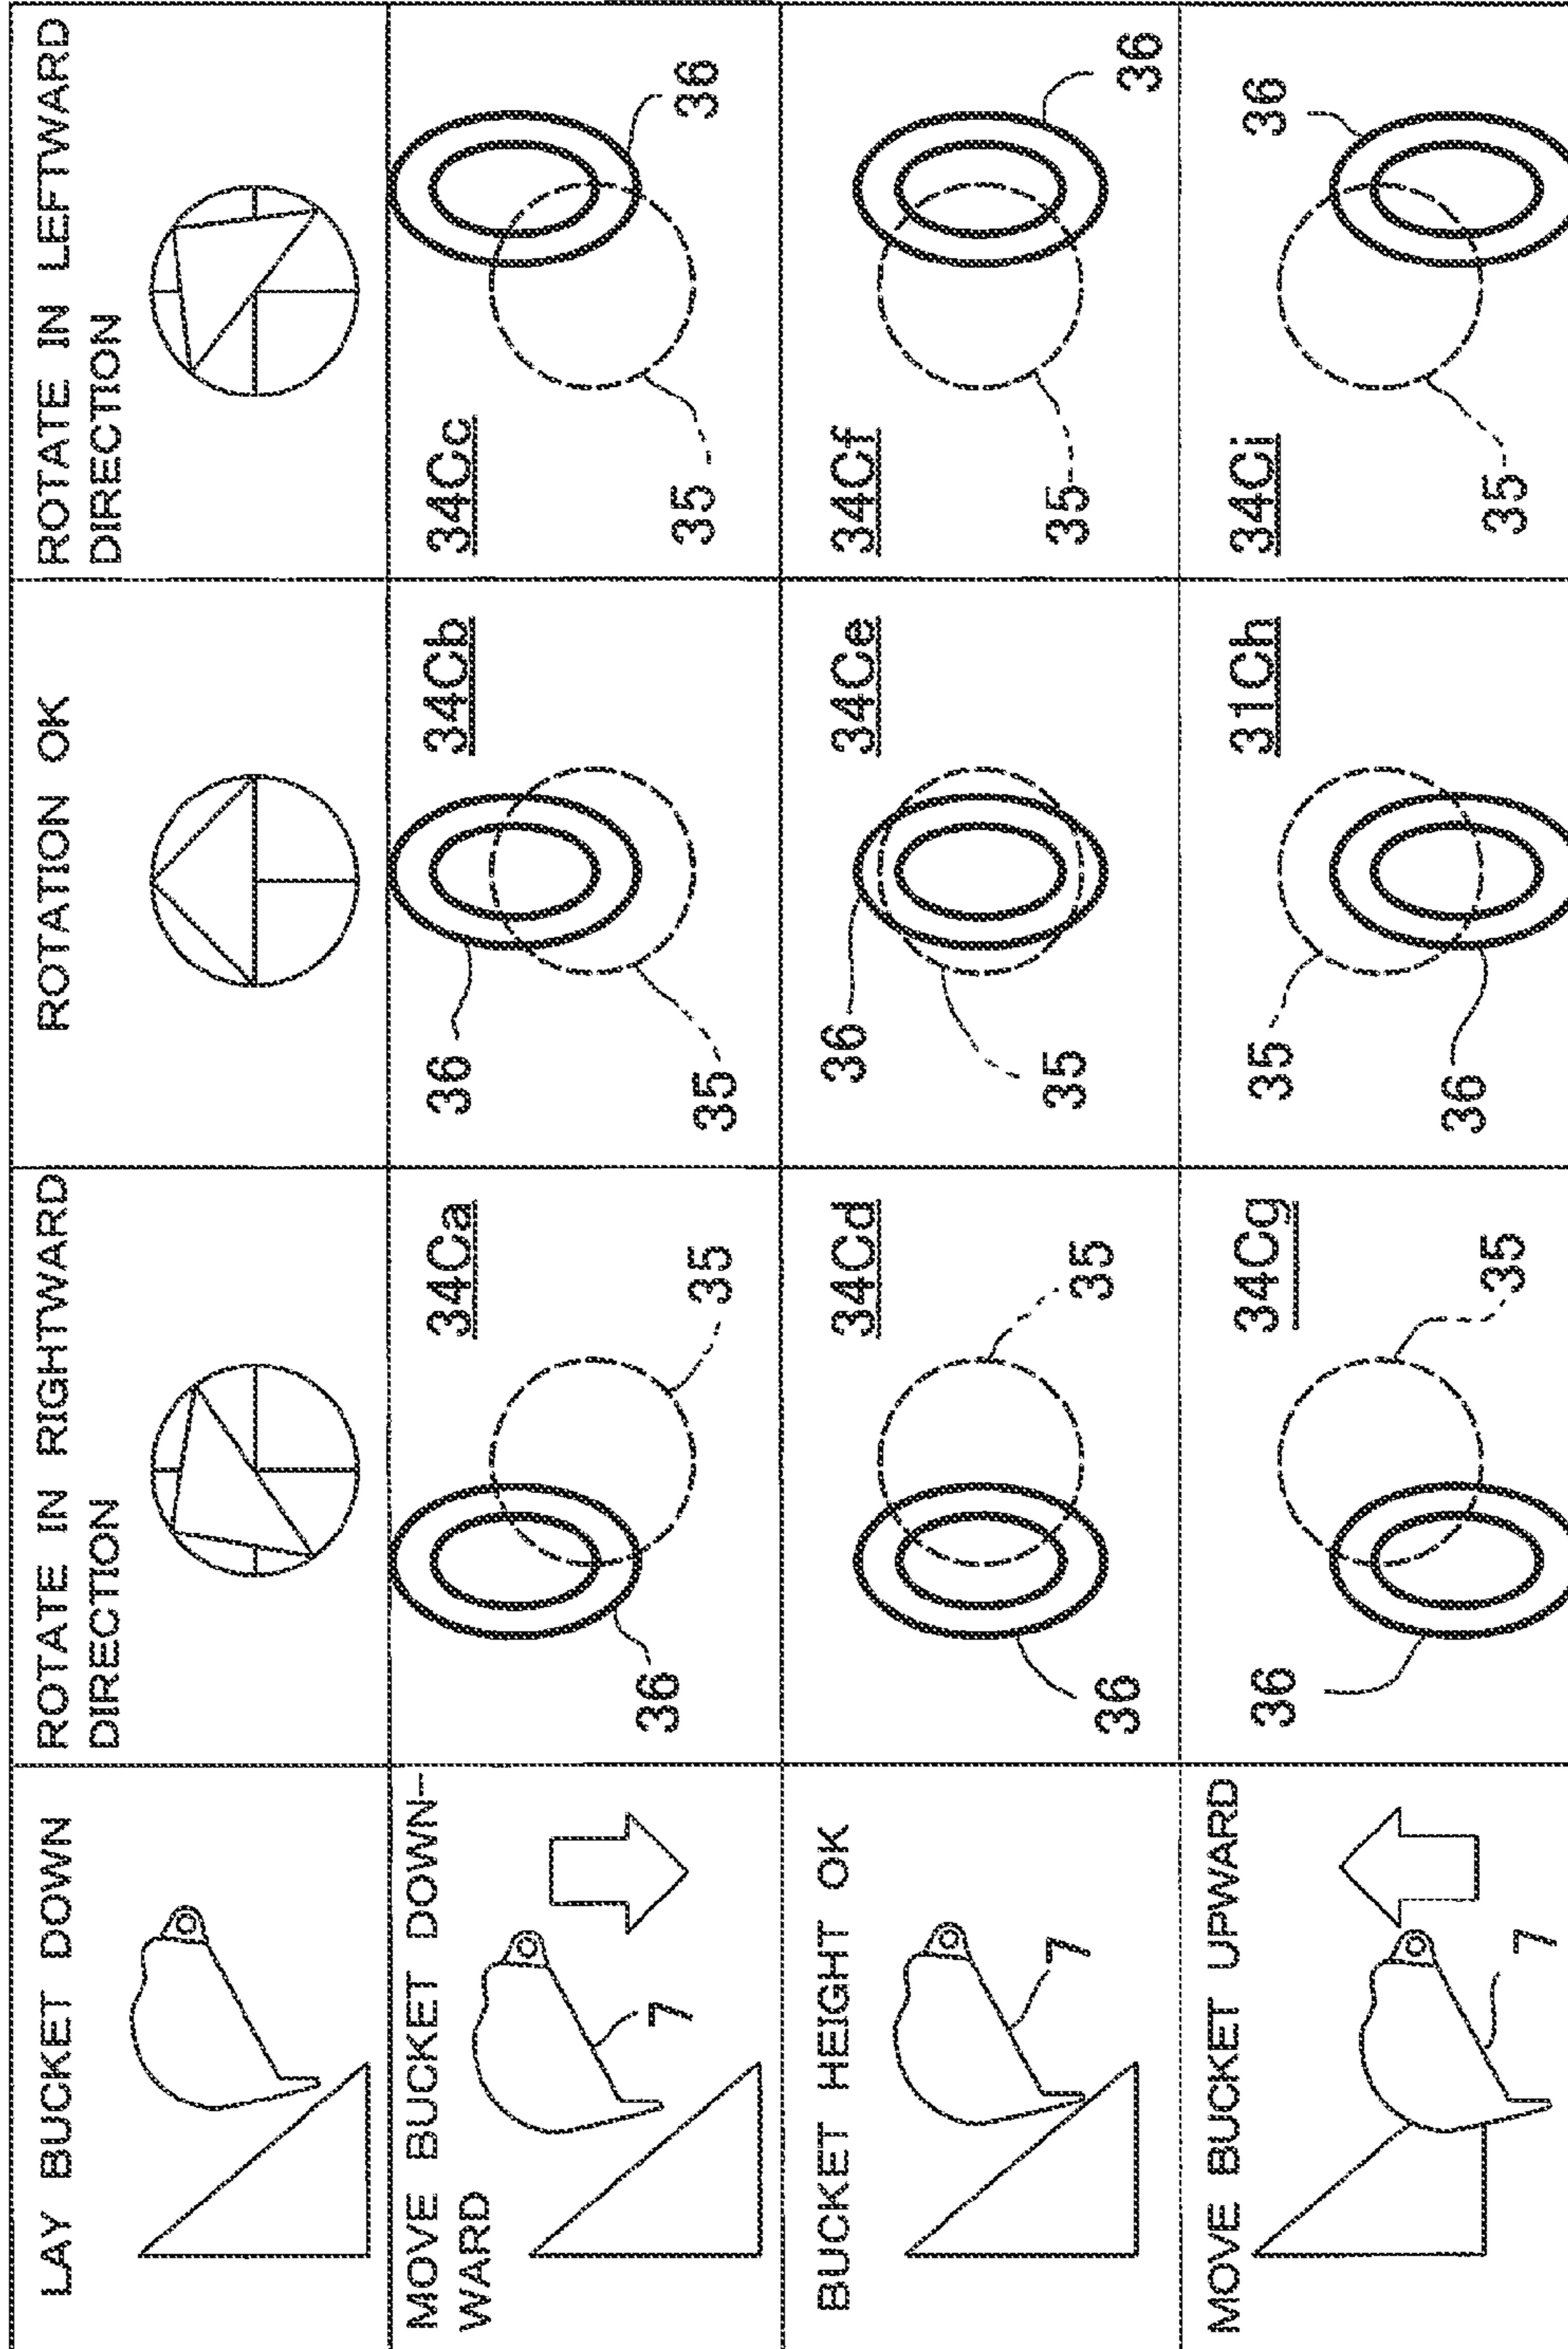 LAY BUCKET DOWN
ROTATE IN RIGHTWARD
DIRECTION
ROTATION OK
ROTATE IN LEFTWARD
DIRECTION
MOVE BUCKET DOWN-
WARD
7
34Ca
35
36
34Cb
36
35
34Cc
36
35
BUCKET HEIGHT OK
7
34Cd
35
36
34Ce
36
35
34Cf
36
35
MOVE BUCKET UPWARD
7
34Cg
35
36
31Ch
35
36
34Ci
36
35